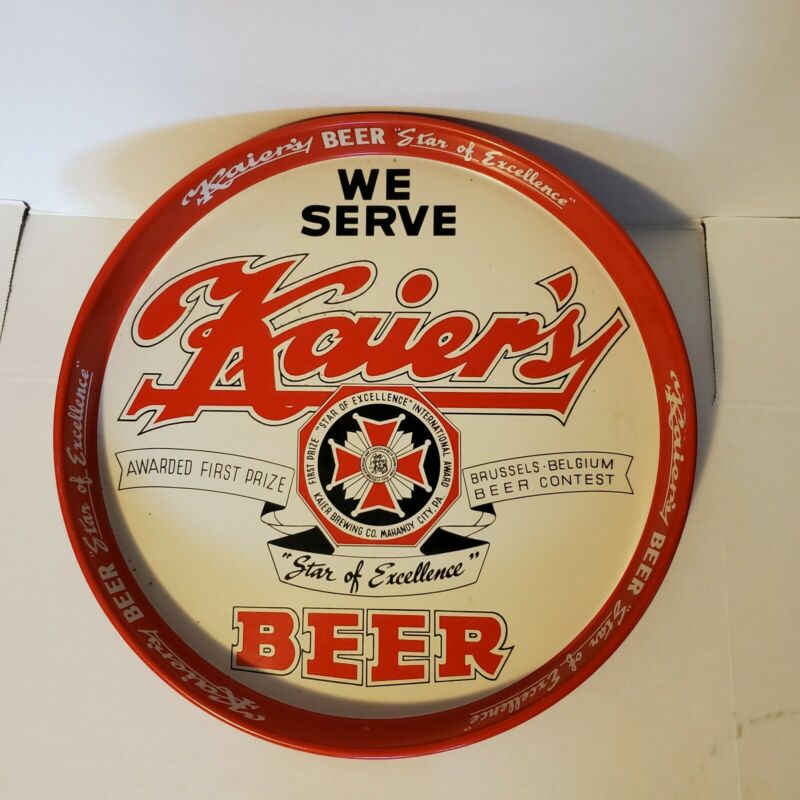 Kaier's BEER "Star of Excellence"
WE
SERVE
Kaier's
FIRST PRIZE "STAR OF EXCELLENCE" INTERNATIONAL AWARD
KAIER BREWING CO. MAHANOY CITY, PA.
AWARDED FIRST PRIZE
BRUSSELS-BELGIUM
BEER CONTEST
"Star of Excellence"
BEER
Kaier's BEER "Star of Excellence"
Kaier's BEER "Star of Excellence"